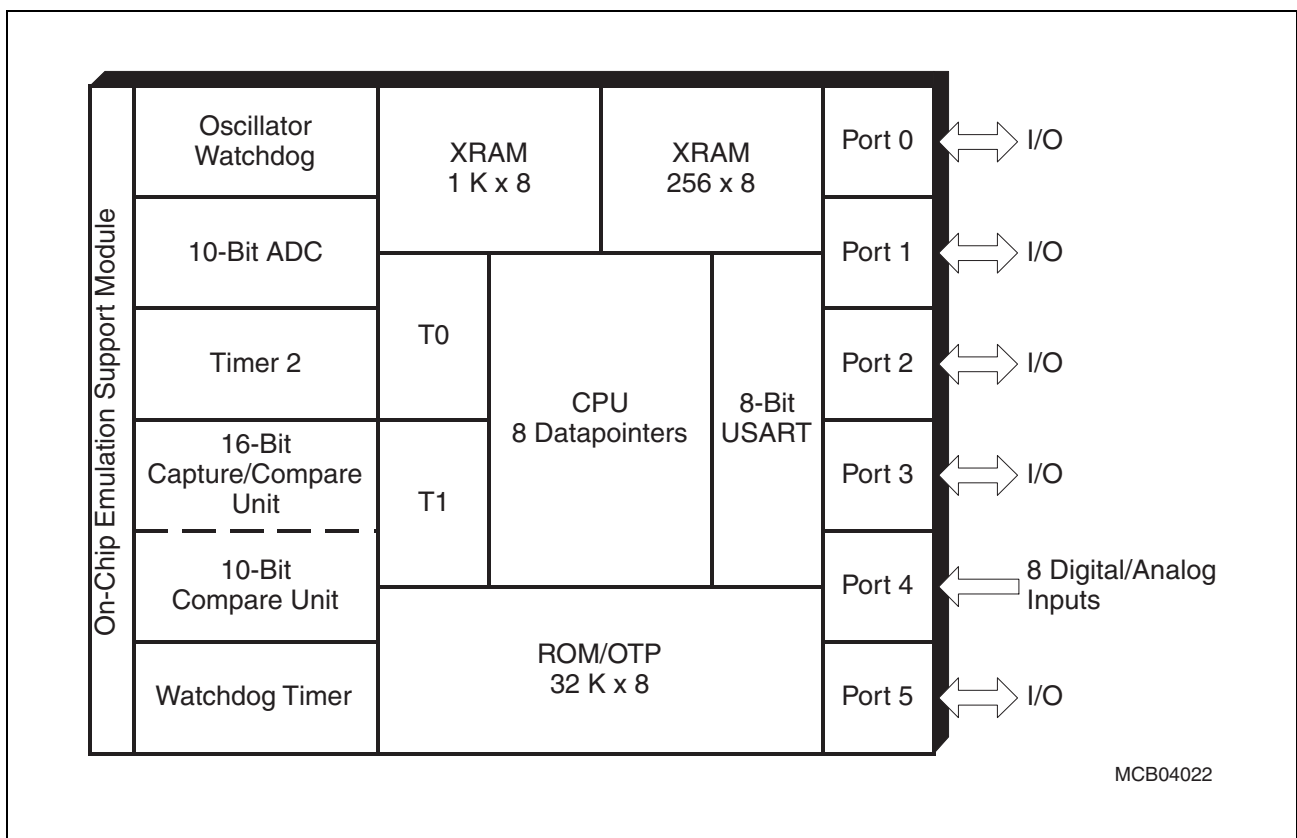 On-Chip Emulation Support Module
Oscillator
Watchdog
10-Bit ADC
Timer 2
16-Bit
Capture/Compare
Unit
10-Bit
Compare Unit
Watchdog Timer
XRAM
1 K x 8
XRAM
256 x 8
T0
T1
CPU
8 Datapointers
8-Bit
USART
ROM/OTP
32 K x 8
Port 0
I/O
Port 1
I/O
Port 2
I/O
Port 3
I/O
Port 4
8 Digital/Analog
Inputs
Port 5
I/O
MCB04022